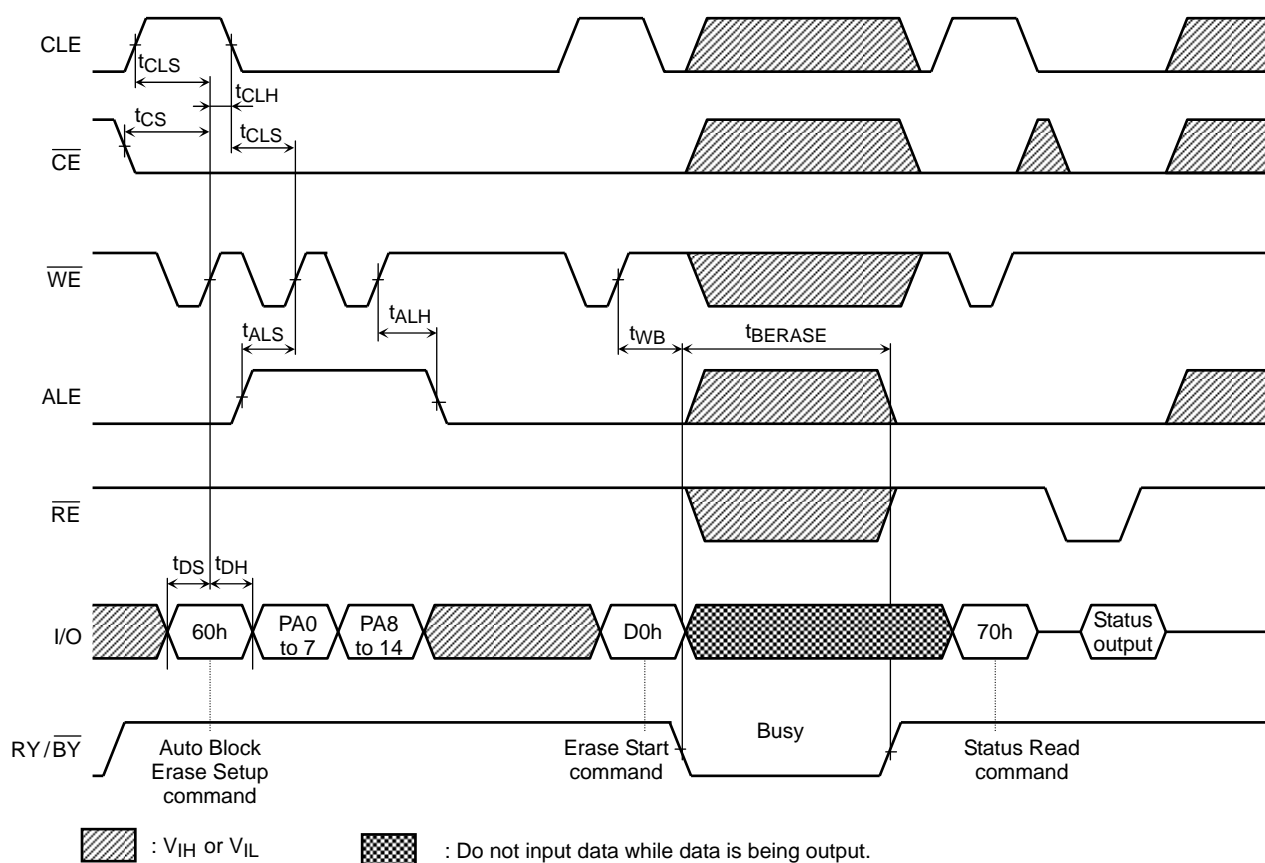 CLE
tCLS
tCLH
tCS
tCLS
CE
WE
tALS
tALH
tWB
tBERASE
ALE
RE
tDS
tDH
I/O
60h
PA0
to 7
PA8
to 14
D0h
70h
Status
output
RY/BY
Busy
Auto Block
Erase Setup
command
Erase Start
command
Status Read
command
: VIH or VIL
: Do not input data while data is being output.